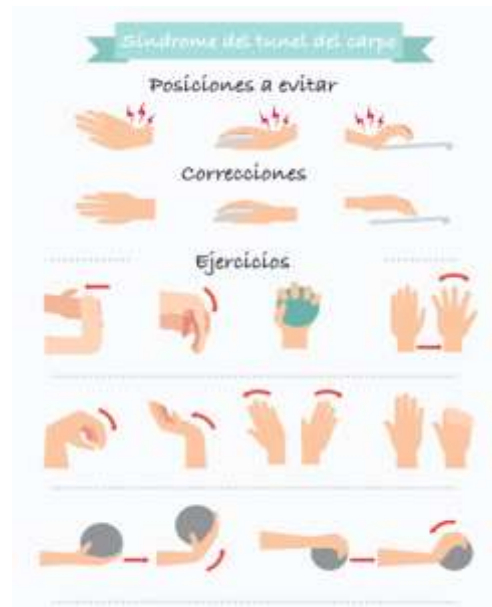 Síndrome del tunel del carpo
Posiciones a evitar
Correcciones
Ejercicios